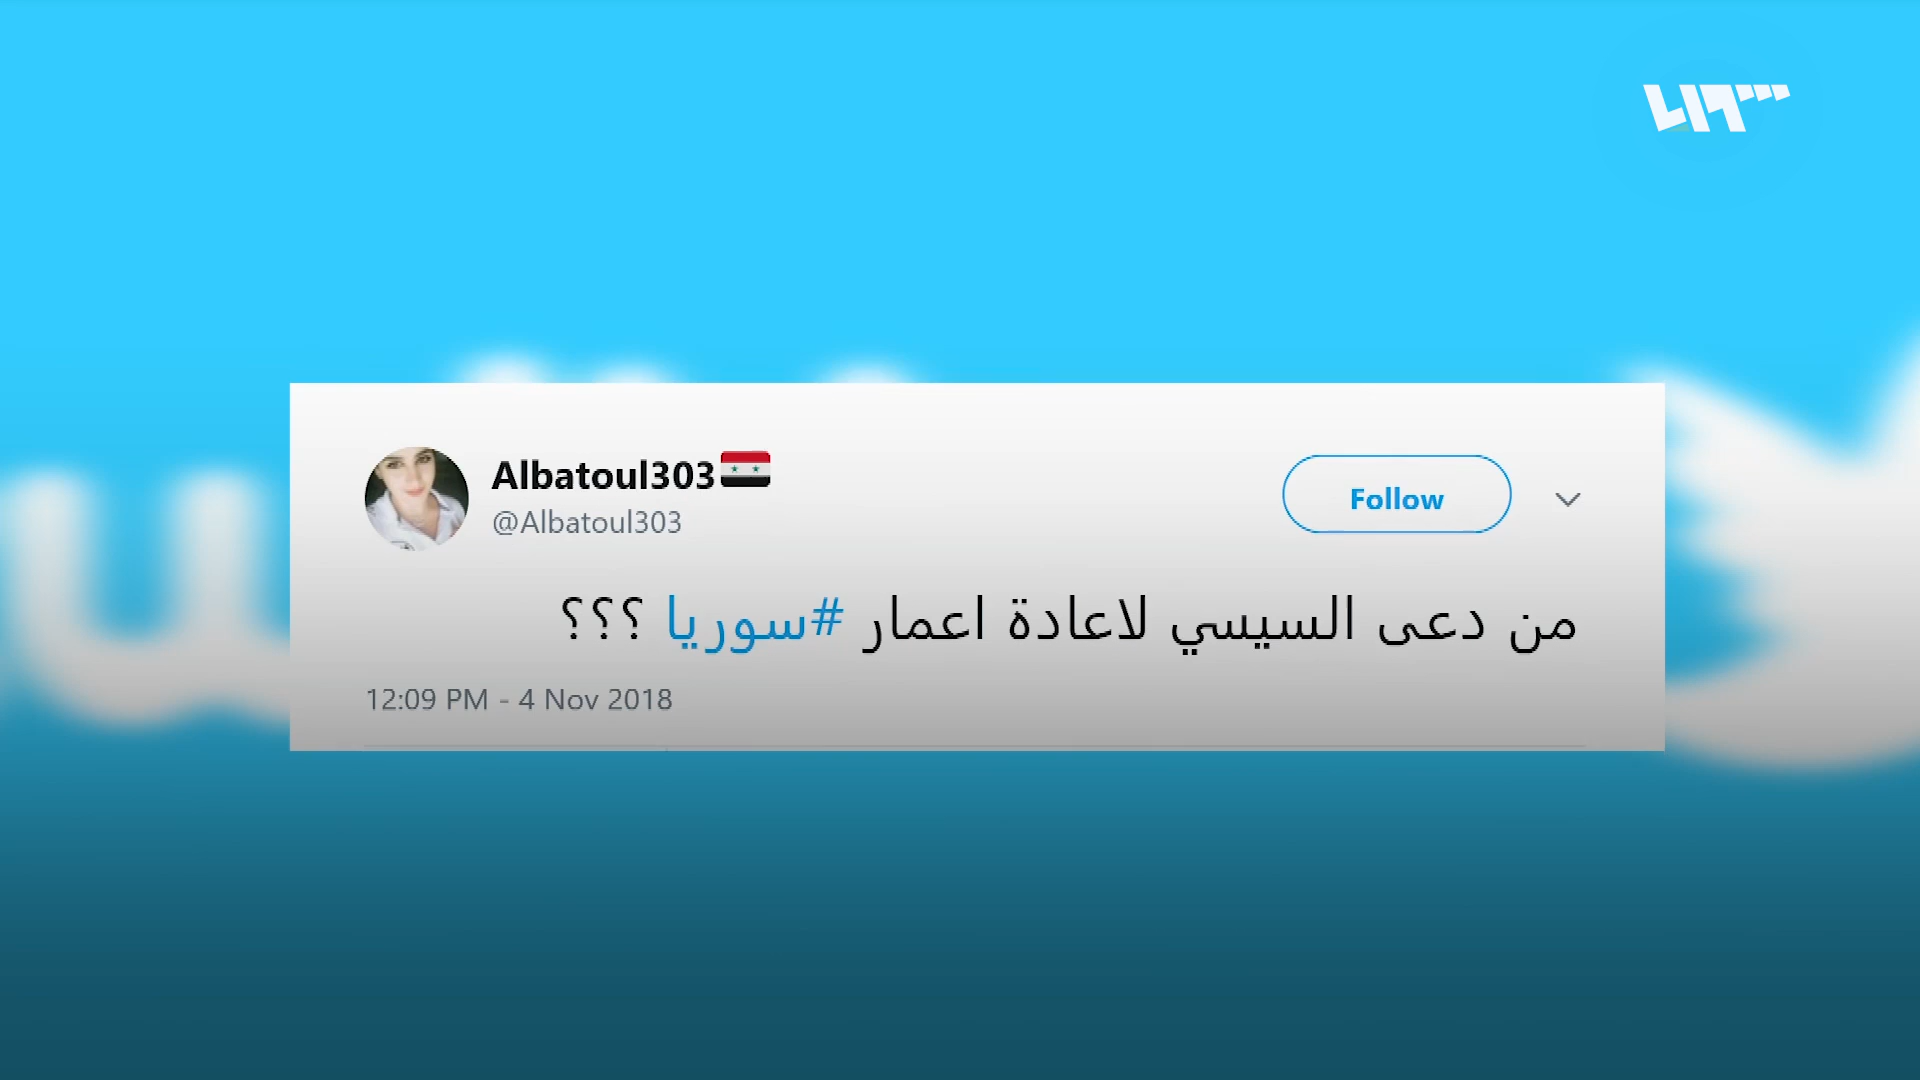 Albatoul303
@Albatoul303
Follow
من دعى السيسي لاعادة اعمار #سوريا ؟؟؟
12:09 PM - 4 Nov 2018